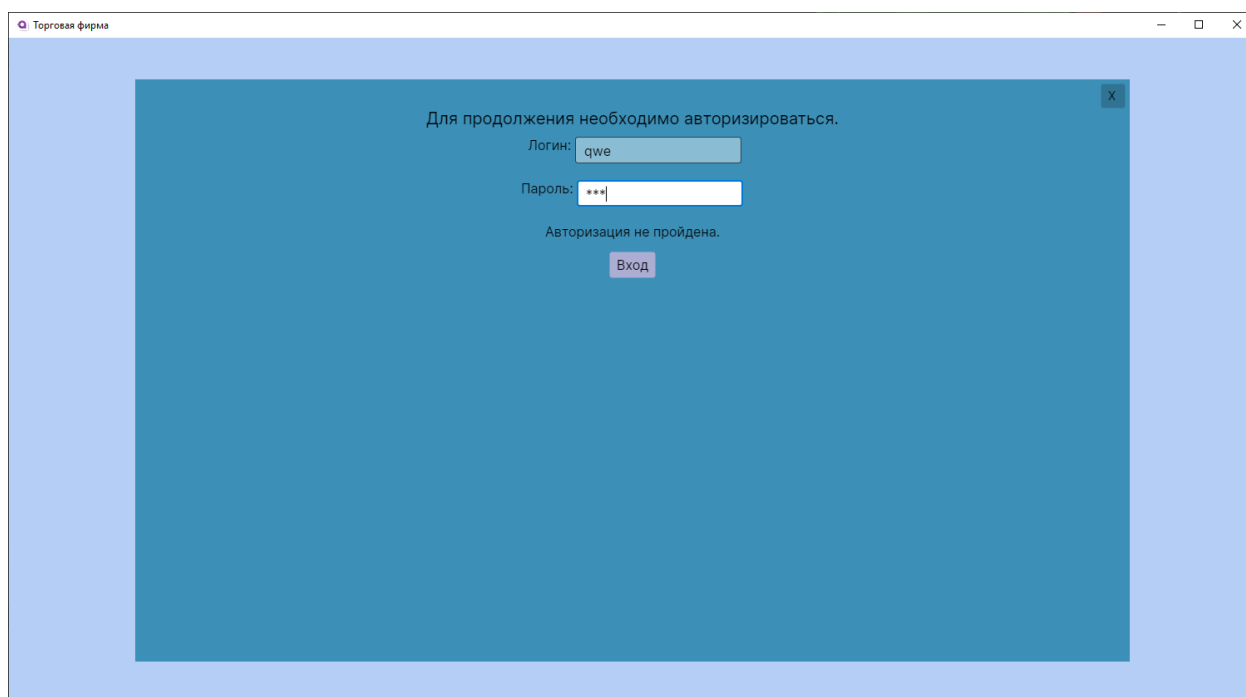 Торговая фирма
X
Для продолжения необходимо авторизироваться.
Логин: qwe
Пароль: ***
Авторизация не пройдена.
Вход